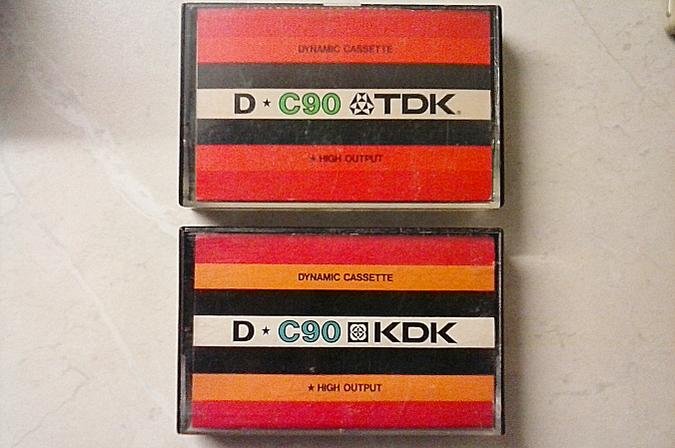 DYNAMIC CASSETTE
D ★ C90 TDK
★ HIGH OUTPUT
DYNAMIC CASSETTE
D ★ C90 KDK
★ HIGH OUTPUT